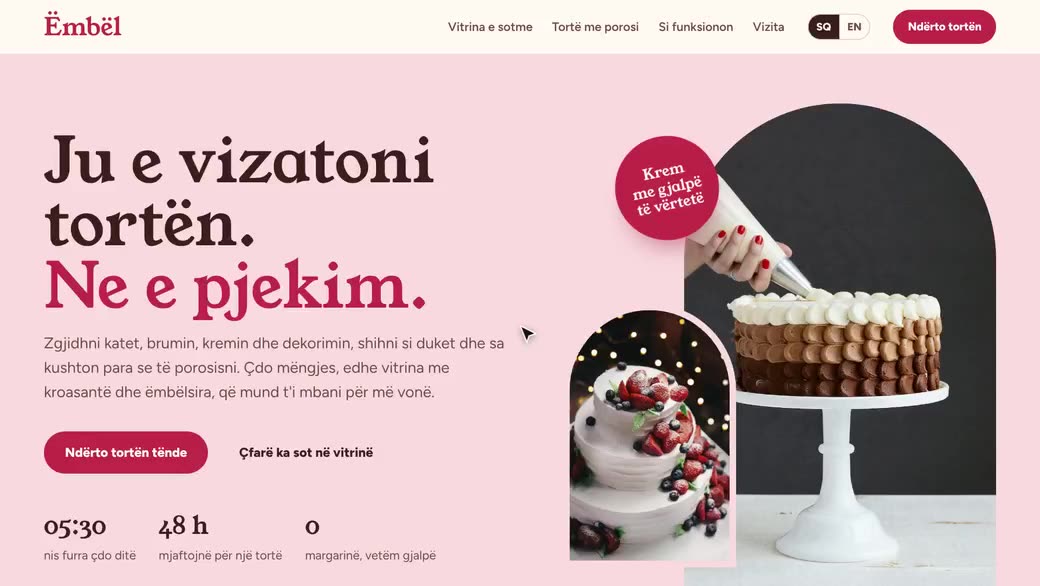 Ëmbël
Vitrina e sotme
Tortë me porosi
Si funksionon
Vizita
SQ
EN
Ndërto tortën
Ju e vizatoni
tortën.
Ne e pjekim.
Zgjidhni katet, brumin, kremin dhe dekorimin, shihni si duket dhe sa
kushton para se të porosisni. Çdo mëngjes, edhe vitrina me
kroasantë dhe ëmbëlsira, që mund t'i mbani për më vonë.
Ndërto tortën tënde
Çfarë ka sot në vitrinë
05:30
nis furra çdo ditë
48 h
mjaftojnë për një tortë
0
margarinë, vetëm gjalpë
Krem
me gjalpë
të vërtetë